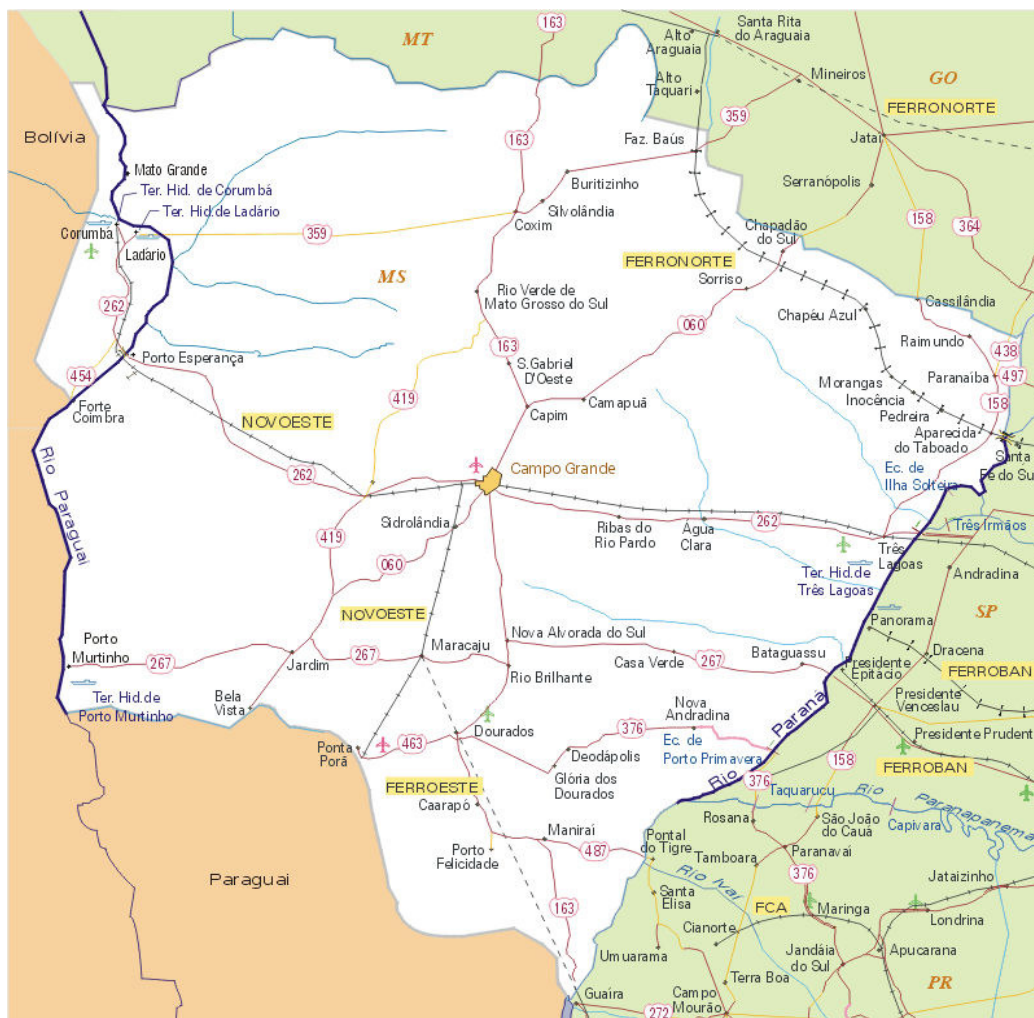 163
MT
Santa Rita
do Araguaia
Alto
Araguaia
Alto
Taquari
Mineiros
GO
FERRONORTE
359
Bolívia
163
Faz. Baús
Jataí
Mato Grande
Ter. Hid. de Corumbá
Buritizinho
Serranópolis
Ter. Hid.de Ladário
Silvolândia
Corumbá
Ladário
359
Coxim
158
364
Chapadão
do Sul
MS
FERRONORTE
262
Rio Verde de
Mato Grosso do Sul
Sorriso
Cassilândia
Chapéu Azul
060
Raimundo
438
163
Porto Esperança
S.Gabriel
D'Oeste
454
419
Morangas
Paranaíba
497
Inocência
158
Forte
Coimbra
Camapuã
Capim
Pedreira
NOVOESTE
Aparecida
do Taboado
Santa
Fé do Su
Rio
Paraguai
Campo Grande
Ec. de
Ilha Solteira
262
Sidrolândia
Ribas do
Rio Pardo
Agua
Clara
262
Três Irmãos
419
Três
Lagoas
060
Ter. Hid.de
Três Lagoas
Andradina
NOVOESTE
SP
Panorama
Porto
Murtinho
Nova Alvorada do Sul
Maracaju
267
Jardim
267
Casa Verde
267
Bataguassu
Dracena
Presidente
Epitácio
FERROBAN
Rio Brilhante
Ter. Hid.de
Porto Murtinho
Bela
Vista
Nova
Andradina
Presidente
Venceslau
Paraná
Ponta
Porã
463
Dourados
376
Presidente Prudent
Deodápolis
Ec. de
Porto Primavera
158
FERROBAN
Glória dos
Dourados
Rio
376
FERROESTE
Taquaruçu
Rio
Paranapanema
Caarapó
Rosana
São João
do Cauá
Capivara
Maniraí
Pontal
do Tigre
Porto
Felicidade
487
Paranavaí
Tamboara
Paraguai
Rio Ivaí
376
Jataizinho
Santa
Elisa
163
FCA
Maringa
Londrina
Cianorte
Umuarama
Jandáia
do Sul
Apucarana
Terra Boa
PR
Guaíra
272
Campo
Mourão